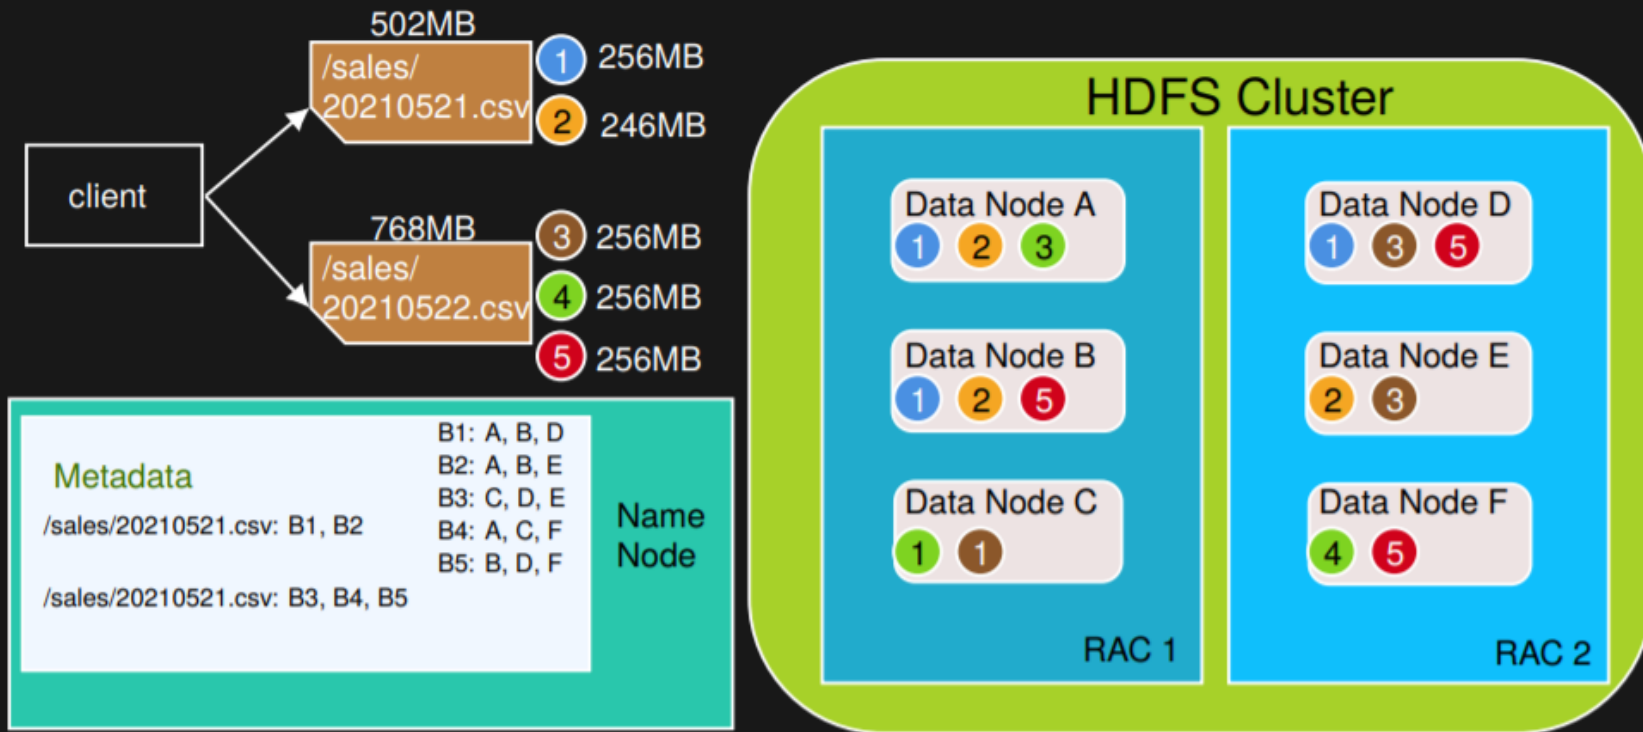 502MB
/sales/
20210521.csv
1 256MB
2 246MB
client
768MB
/sales/
20210522.csv
3 256MB
4 256MB
5 256MB
Metadata
/sales/20210521.csv: B1, B2
/sales/20210521.csv: B3, B4, B5
B1: A, B, D
B2: A, B, E
B3: C, D, E
B4: A, C, F
B5: B, D, F
Name
Node
HDFS Cluster
Data Node A
1 2 3
Data Node B
1 2 5
Data Node C
1 1
RAC 1
Data Node D
1 3 5
Data Node E
2 3
Data Node F
4 5
RAC 2